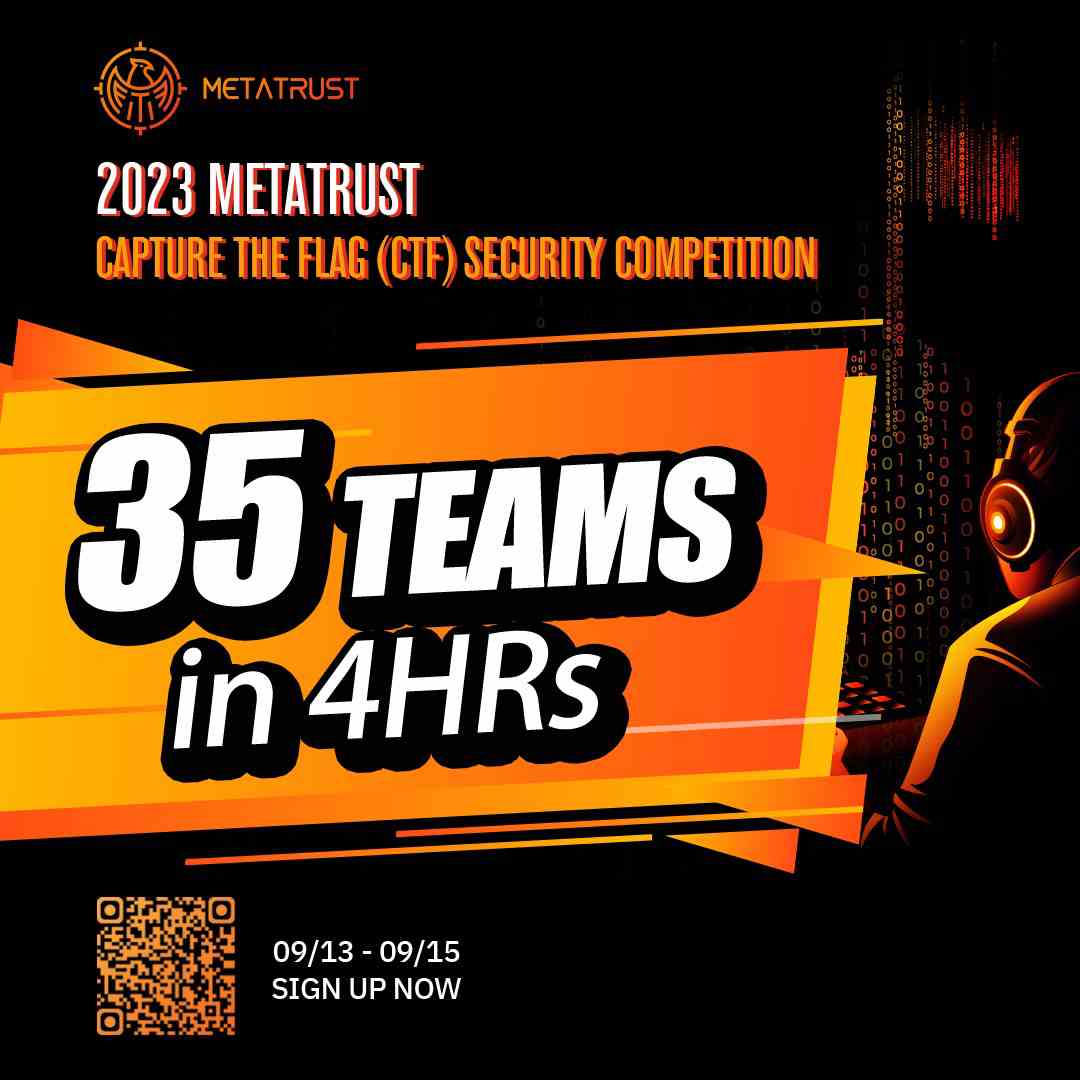 METATRUST
2023 METATRUST
CAPTURE THE FLAG (CTF) SECURITY COMPETITION
35 TEAMS
in 4HRs
09/13 - 09/15
SIGN UP NOW